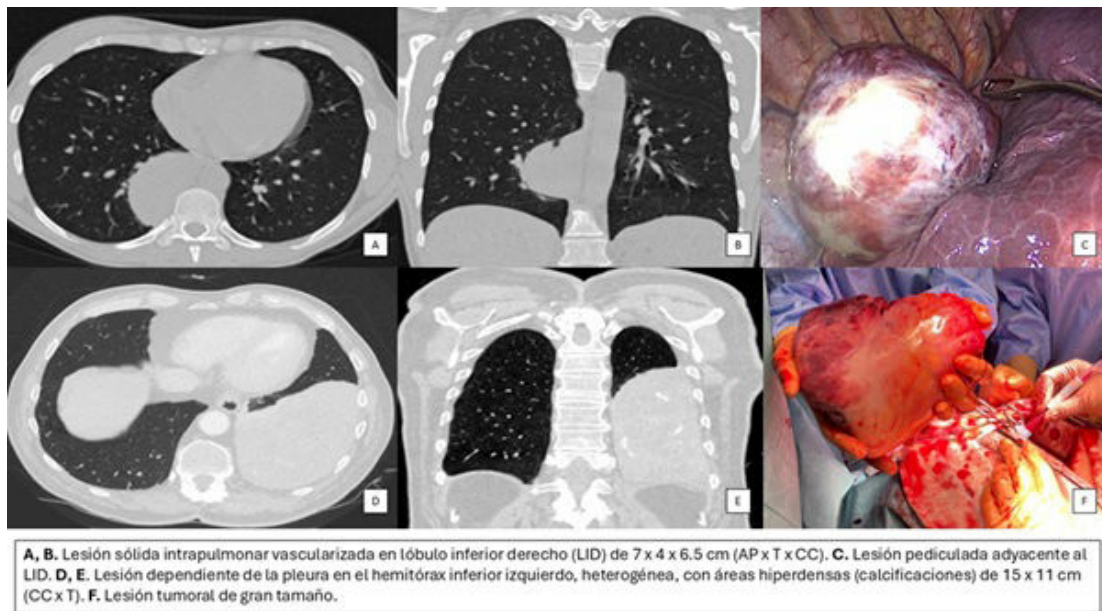 A
B
C
D
E
F
A, B. Lesión sólida intrapulmonar vascularizada en lóbulo inferior derecho (LID) de 7 x 4 x 6.5 cm (AP x T x CC). C. Lesión pediculada adyacente al
LID. D, E. Lesión dependiente de la pleura en el hemitórax inferior izquierdo, heterogénea, con áreas hiperdensas (calcificaciones) de 15 x 11 cm
(CC x T). F. Lesión tumoral de gran tamaño.